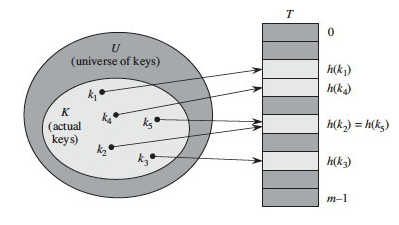 T
U
(universe of keys)
K
(actual
keys)
k₁
k₄
k₅
k₂
k₃
0
h(k₁)
h(k₄)
h(k₂) = h(k₅)
h(k₃)
m–1